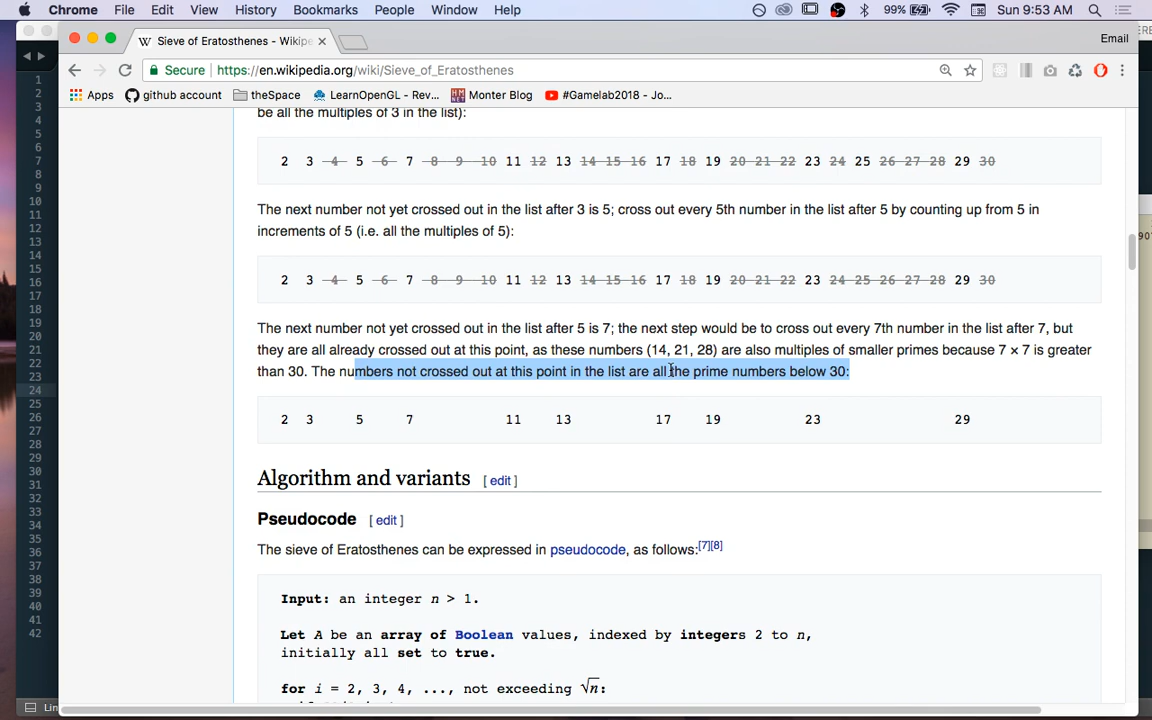 Chrome File Edit View History Bookmarks People Window Help 99% Sun 9:53 AM
Sieve of Eratosthenes - Wikipe
Email
Secure https://en.wikipedia.org/wiki/Sieve_of_Eratosthenes
Apps github account theSpace LearnOpenGL - Rev... Monter Blog #Gamelab2018 - Jo...
be all the multiples of 3 in the list):
2 3 4 5 6 7 8 9 10 11 12 13 14 15 16 17 18 19 20 21 22 23 24 25 26 27 28 29 30
The next number not yet crossed out in the list after 3 is 5; cross out every 5th number in the list after 5 by counting up from 5 in
increments of 5 (i.e. all the multiples of 5):
2 3 4 5 6 7 8 9 10 11 12 13 14 15 16 17 18 19 20 21 22 23 24 25 26 27 28 29 30
The next number not yet crossed out in the list after 5 is 7; the next step would be to cross out every 7th number in the list after 7, but
they are all already crossed out at this point, as these numbers (14, 21, 28) are also multiples of smaller primes because 7 × 7 is greater
than 30. The numbers not crossed out at this point in the list are all the prime numbers below 30:
2 3 5 7 11 13 17 19 23 29
Algorithm and variants [ edit ]
Pseudocode [ edit ]
The sieve of Eratosthenes can be expressed in pseudocode, as follows:[7][8]
Input: an integer n > 1.
Let A be an array of Boolean values, indexed by integers 2 to n,
initially all set to true.
for i = 2, 3, 4, ..., not exceeding √n:
1
2
3
4
5
6
7
8
9
10
11
12
13
14
15
16
17
18
19
20
21
22
23
24
25
26
27
28
29
30
31
32
33
34
35
36
37
38
39
40
41
42
Lin